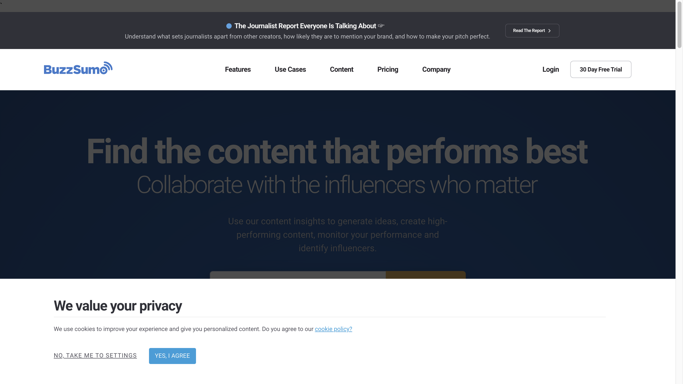 The Journalist Report Everyone Is Talking About
Understand what sets journalists apart from other creators, how likely they are to mention your brand, and how to make your pitch perfect.
Read The Report
BuzzSumo
Features
Use Cases
Content
Pricing
Company
Login
30 Day Free Trial
Find the content that performs best
Collaborate with the influencers who matter
Use our content insights to generate ideas, create high-
performing content, monitor your performance and
identify influencers.
We value your privacy
We use cookies to improve your experience and give you personalized content. Do you agree to our cookie policy?
NO, TAKE ME TO SETTINGS
YES, I AGREE